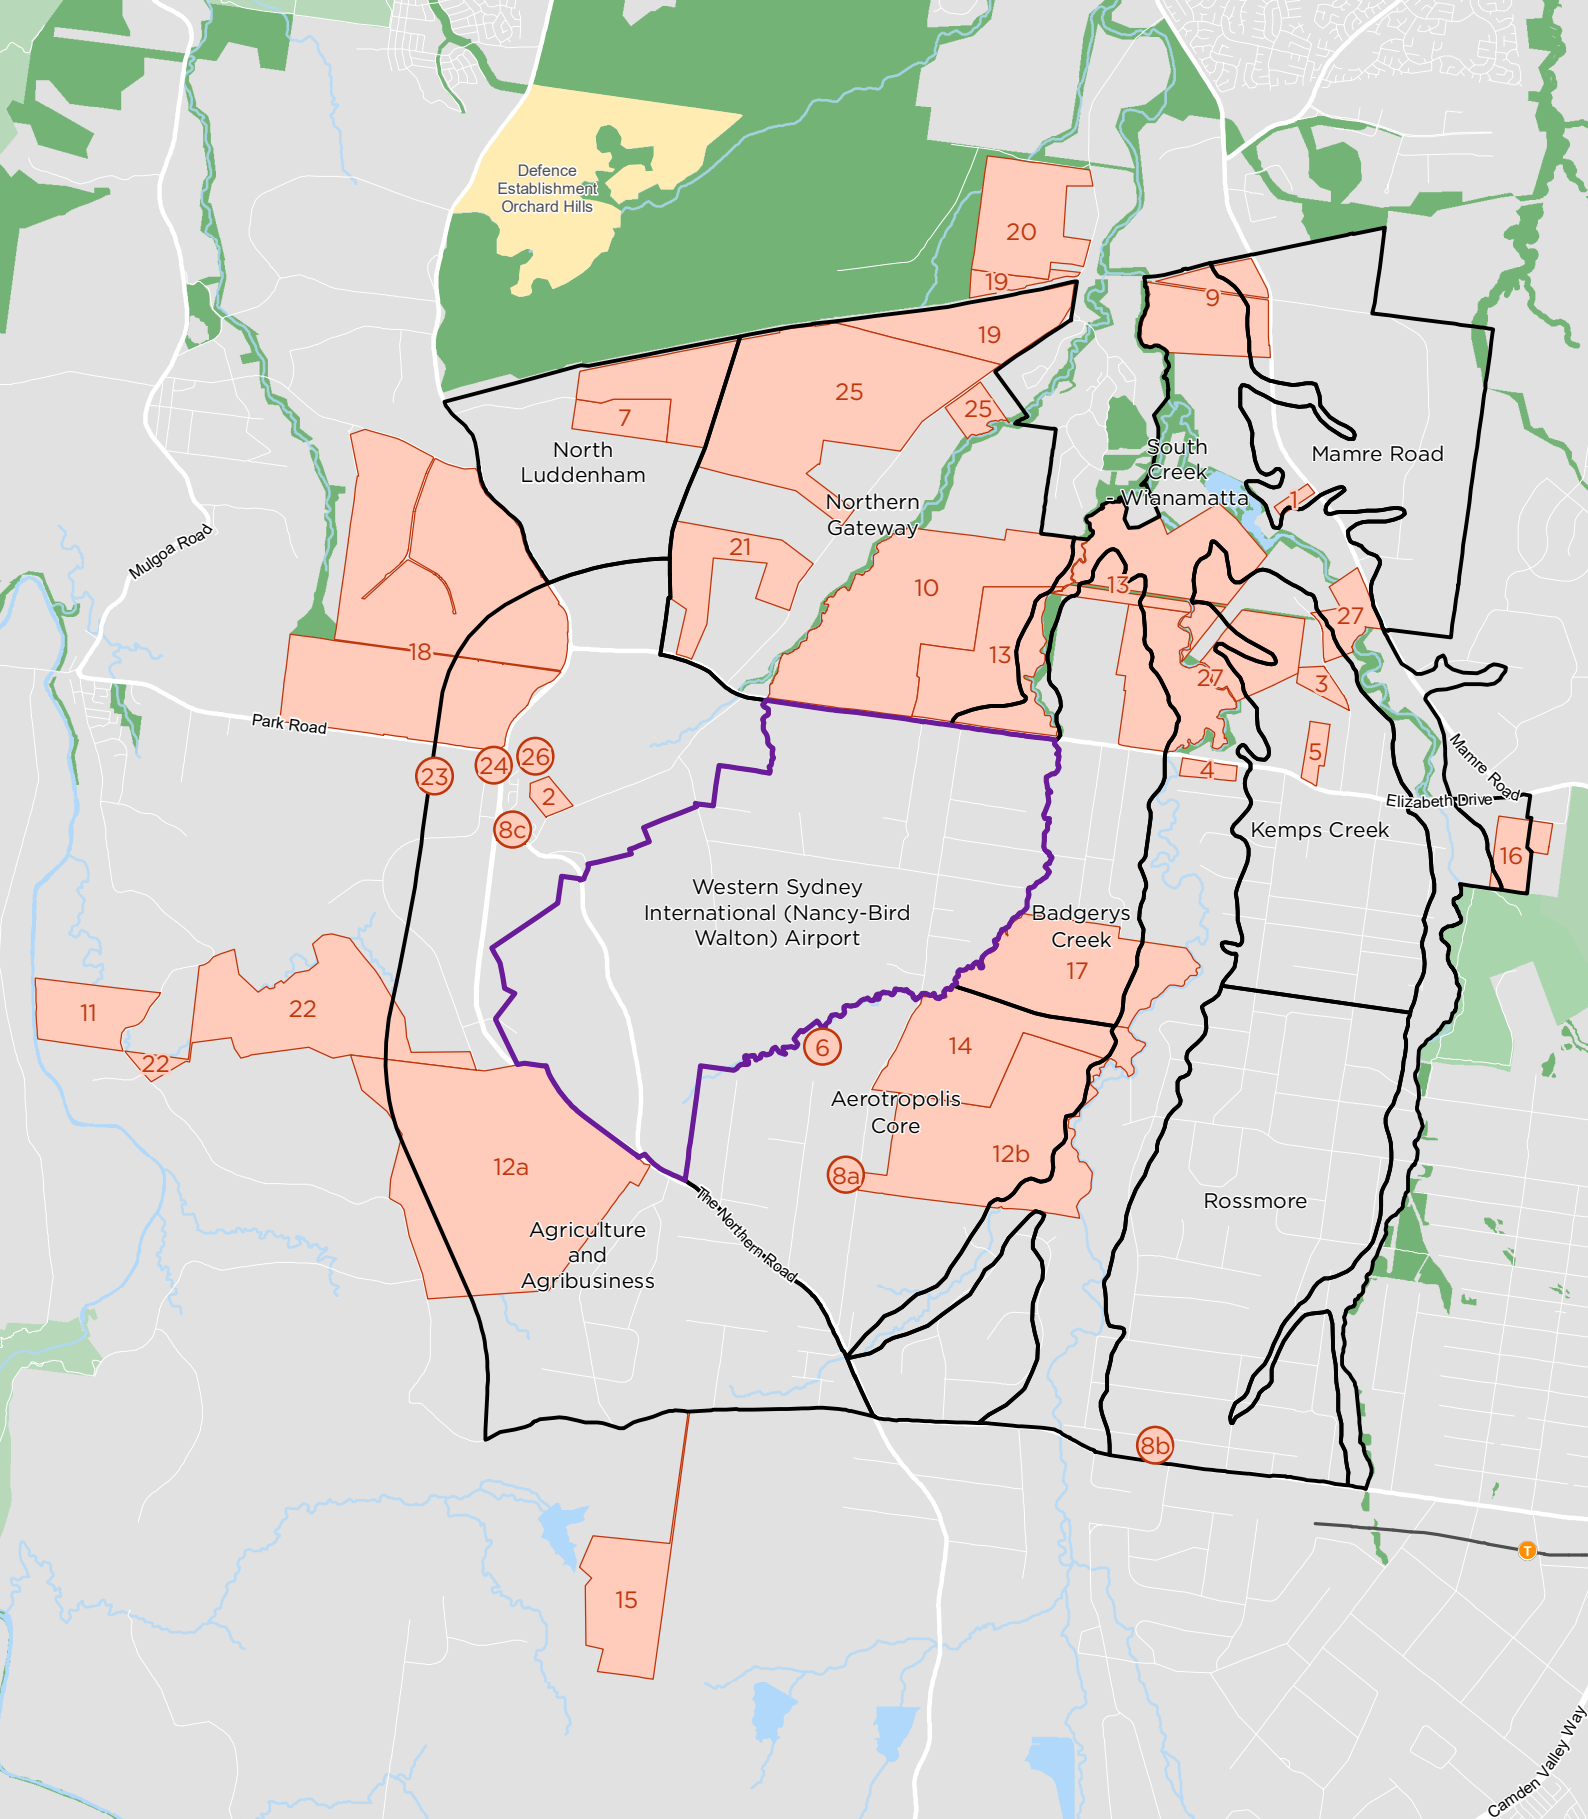 Defence
Establishment
Orchard Hills
20
19
9
19
25
25
7
North
Luddenham
South
Creek
- Wianamatta
Mamre Road
1
Northern
Gateway
Mulgoa Road
21
10
13
27
18
13
27
3
Park Road
26
24
23
5
4
2
Mamre Road
Elizabeth Drive
8c
Kemps Creek
16
Western Sydney
International (Nancy-Bird
Walton) Airport
Badgerys
Creek
17
11
22
22
6
14
Aerotropolis
Core
12a
12b
8a
The Northern Road
Rossmore
Agriculture
and
Agribusiness
8b
T
15
Camden Valley Way